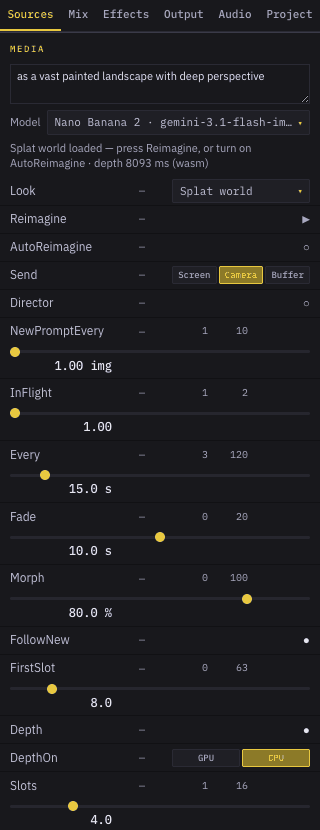 Sources Mix Effects Output Audio Project
MEDIA
as a vast painted landscape with deep perspective
Model Nano Banana 2 · gemini-3.1-flash-im…
Splat world loaded — press Reimagine, or turn on
AutoReimagine · depth 8093 ms (wasm)
Look — Splat world
Reimagine —
AutoReimagine —
Send — Screen Camera Buffer
Director —
NewPromptEvery — 1 10
1.00 img
InFlight — 1 2
1.00
Every — 3 120
15.0 s
Fade — 0 20
10.0 s
Morph — 0 100
80.0 %
FollowNew —
FirstSlot — 0 63
8.0
Depth —
DepthOn — GPU CPU
Slots — 1 16
4.0